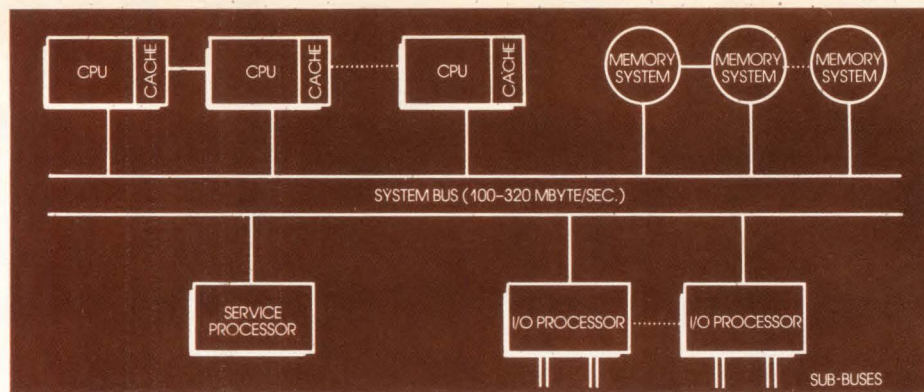 CPU
CACHE
CPU
CACHE
CPU
CACHE
MEMORY
SYSTEM
MEMORY
SYSTEM
MEMORY
SYSTEM
SYSTEM BUS (100–320 MBYTE/SEC.)
SERVICE
PROCESSOR
I/O PROCESSOR
I/O PROCESSOR
SUB-BUSES